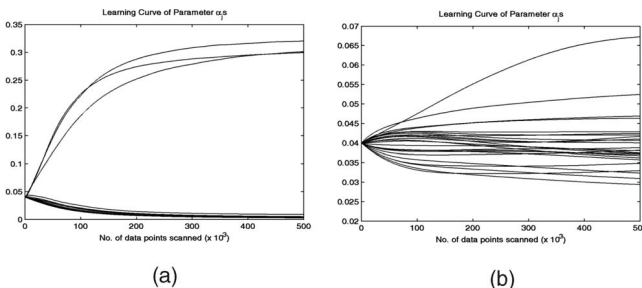 Learning Curve of Parameter αjs
0.35
0.3
0.25
0.2
0.15
0.1
0.05
0
0 100 200 300 400 500
No. of data points scanned (x 10³)
(a)
Learning Curve of Parameter αjs
0.07
0.065
0.06
0.055
0.05
0.045
0.04
0.035
0.03
0.025
0.02
0 100 200 300 400 500
No. of data points scanned (x 10³)
(b)